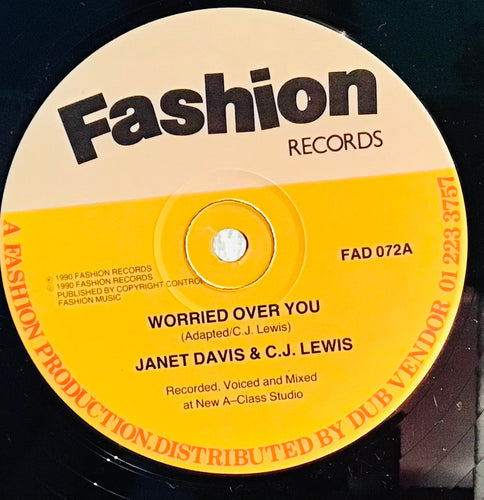 Fashion
RECORDS
℗ 1990 FASHION RECORDS
© 1990 FASHION RECORDS
PUBLISHED BY COPYRIGHT CONTROL
FASHION MUSIC
FAD 072A
WORRIED OVER YOU
(Adapted/C.J. Lewis)
JANET DAVIS & C.J. LEWIS
Recorded, Voiced and Mixed
at New A-Class Studio
A FASHION PRODUCTION.DISTRIBUTED BY DUB VENDOR 01 223 3757